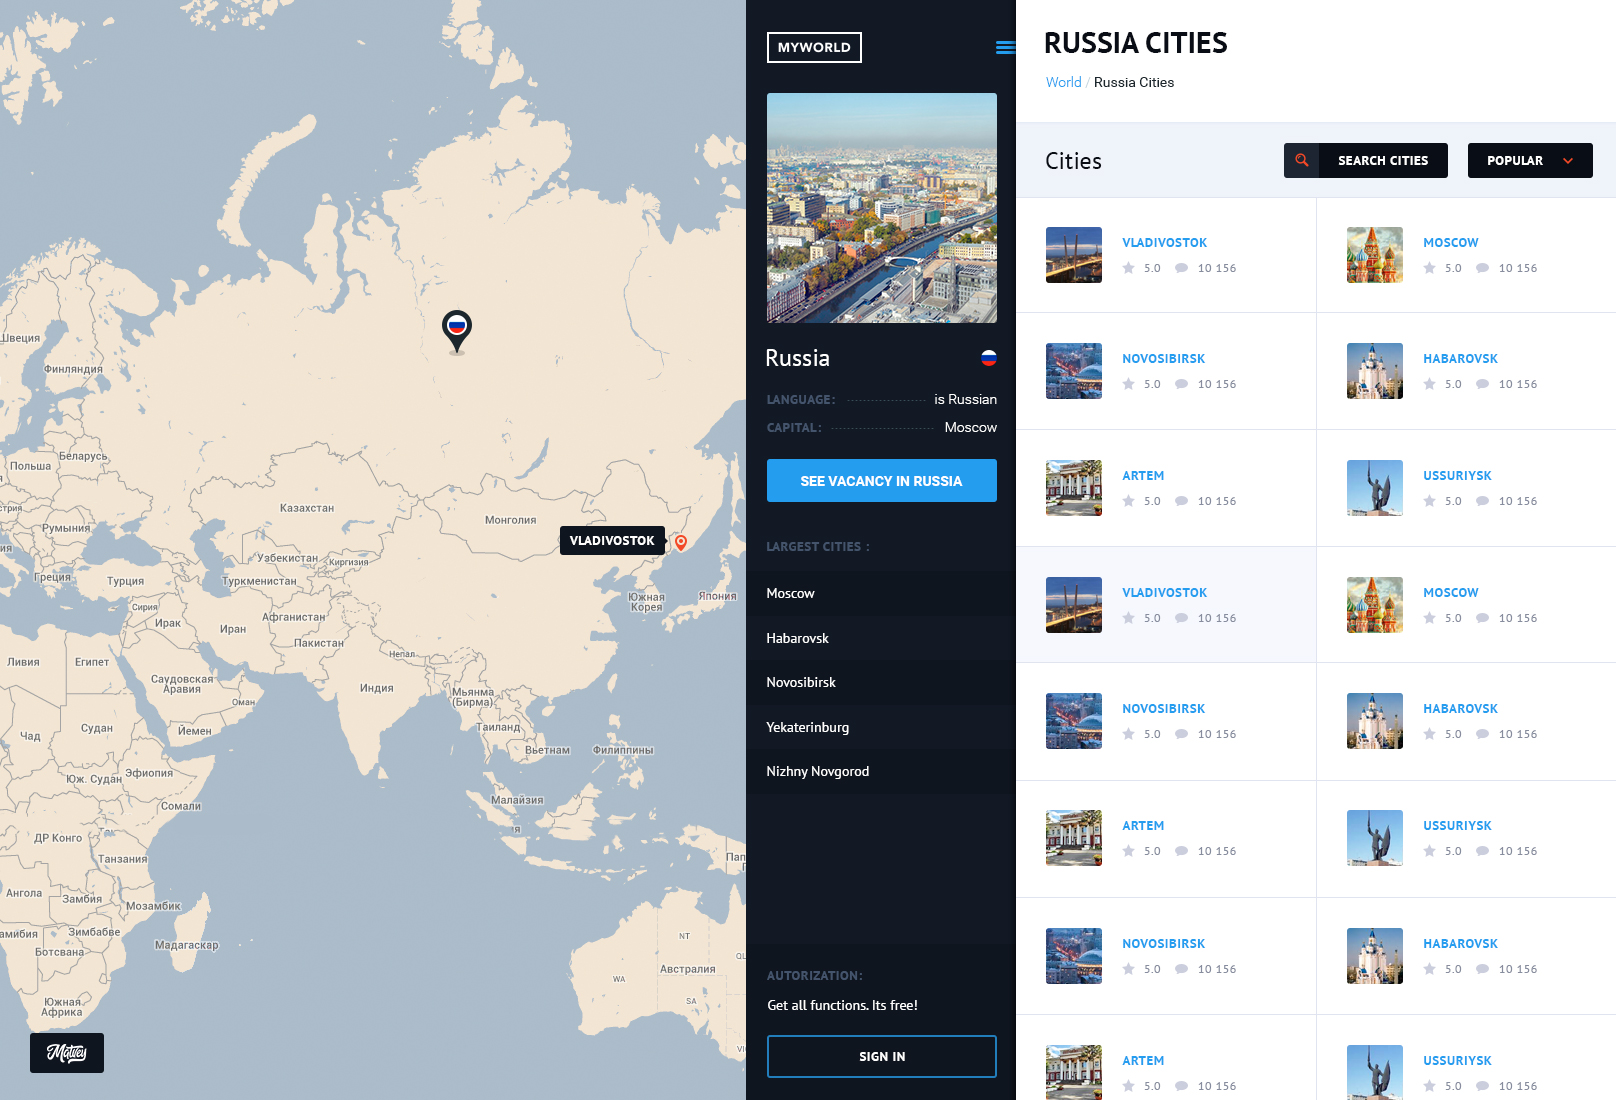 Швеция
Финляндия
Польша
Беларусь
Румыния
Казахстан
Монголия
VLADIVOSTOK
Узбекистан
Киргизия
Греция
Турция
Туркменистан
Южная
Корея
Япония
Сирия
Ирак
Иран
Афганистан
Пакистан
Непал
Ливия
Египет
Саудовская
Аравия
Оман
Индия
Мьянма
(Бирма)
Чад
Судан
Йемен
Таиланд
Вьетнам
Филиппины
Юж. Судан
Эфиопия
Сомали
Малайзия
я
ДР Конго
Танзания
Пап
Ангола
Замбия
Мозамбик
амибия
Зимбабве
Ботсвана
Мадагаскар
NT
QL
WA
Австралия
SA
Южная
Африка
VI
Matvey
MYWORLD
Russia
LANGUAGE: is Russian
CAPITAL: Moscow
SEE VACANCY IN RUSSIA
LARGEST CITIES :
Moscow
Habarovsk
Novosibirsk
Yekaterinburg
Nizhny Novgorod
AUTORIZATION:
Get all functions. Its free!
SIGN IN
RUSSIA CITIES
World / Russia Cities
Cities
SEARCH CITIES
POPULAR
VLADIVOSTOK
5.0 10 156
MOSCOW
5.0 10 156
NOVOSIBIRSK
5.0 10 156
HABAROVSK
5.0 10 156
ARTEM
5.0 10 156
USSURIYSK
5.0 10 156
VLADIVOSTOK
5.0 10 156
MOSCOW
5.0 10 156
NOVOSIBIRSK
5.0 10 156
HABAROVSK
5.0 10 156
ARTEM
5.0 10 156
USSURIYSK
5.0 10 156
NOVOSIBIRSK
5.0 10 156
HABAROVSK
5.0 10 156
ARTEM
5.0 10 156
USSURIYSK
5.0 10 156